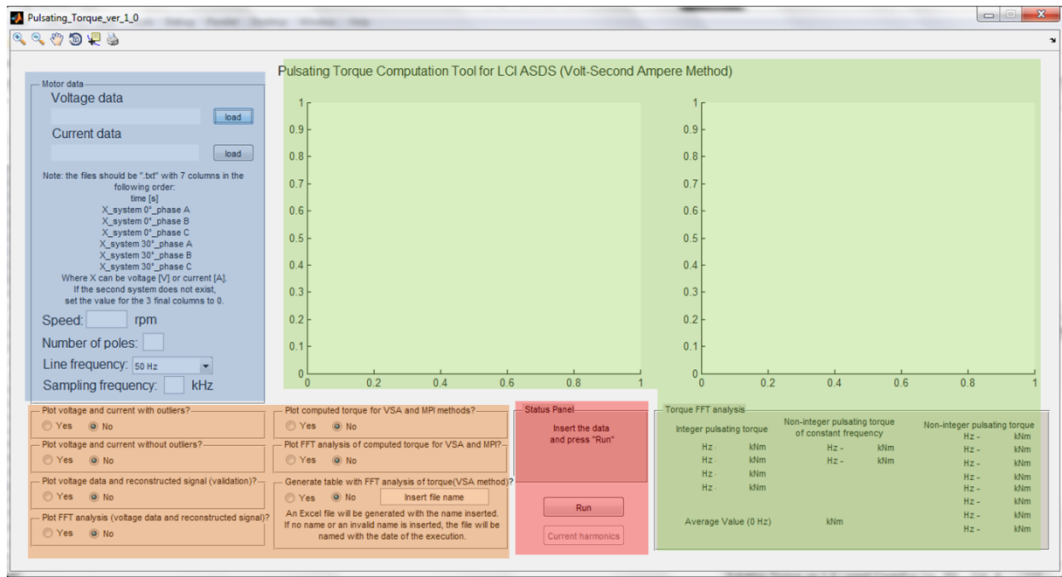 Pulsating_Torque_ver_1_0
Pulsating Torque Computation Tool for LCI ASDS (Volt-Second Ampere Method)
Motor data
Voltage data
load
Current data
load
Note: the files should be ".txt" with 7 columns in the
following order:
time [s]
X_system 0°_phase A
X_system 0°_phase B
X_system 0°_phase C
X_system 30°_phase A
X_system 30°_phase B
X_system 30°_phase C
Where X can be voltage [V] or current [A].
If the second system does not exist,
set the value for the 3 final columns to 0.
Speed: rpm
Number of poles:
Line frequency: 50 Hz
Sampling frequency: kHz
1
0.9
0.8
0.7
0.6
0.5
0.4
0.3
0.2
0.1
0
0 0.2 0.4 0.6 0.8 1
1
0.9
0.8
0.7
0.6
0.5
0.4
0.3
0.2
0.1
0
0 0.2 0.4 0.6 0.8 1
Plot voltage and current with outliers?
Yes No
Plot voltage and current without outliers?
Yes No
Plot voltage data and reconstructed signal (validation)?
Yes No
Plot FFT analysis (voltage data and reconstructed signal)?
Yes No
Plot computed torque for VSA and MPI methods?
Yes No
Plot FFT analysis of computed torque for VSA and MPI?
Yes No
Generate table with FFT analysis of torque(VSA method)?
Yes No Insert file name
An Excel file will be generated with the name inserted.
If no name or an invalid name is inserted, the file will be
named with the date of the execution.
Status Panel
Insert the data
and press "Run"
Run
Current harmonics
Torque FFT analysis
Integer pulsating torque
Hz - kNm
Hz - kNm
Hz - kNm
Hz - kNm
Average Value (0 Hz) kNm
Non-integer pulsating torque
of constant frequency
Hz - kNm
Hz - kNm
Non-integer pulsating torque
Hz - kNm
Hz - kNm
Hz - kNm
Hz - kNm
Hz - kNm
Hz - kNm
Hz - kNm
Hz - kNm